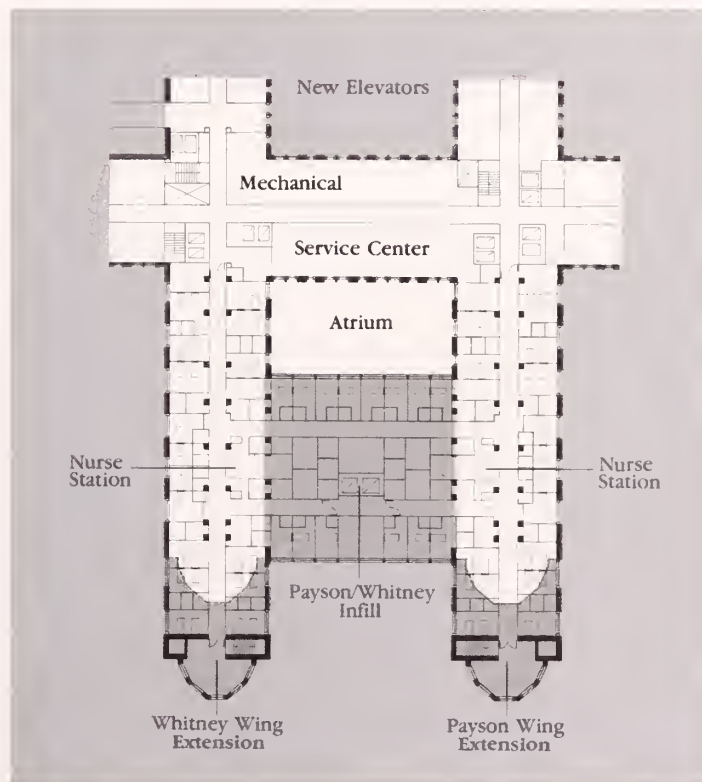 New Elevators
Mechanical
Service Center
Atrium
Nurse
Station
Nurse
Station
Payson/Whitney
Infill
Whitney Wing
Extension
Payson Wing
Extension